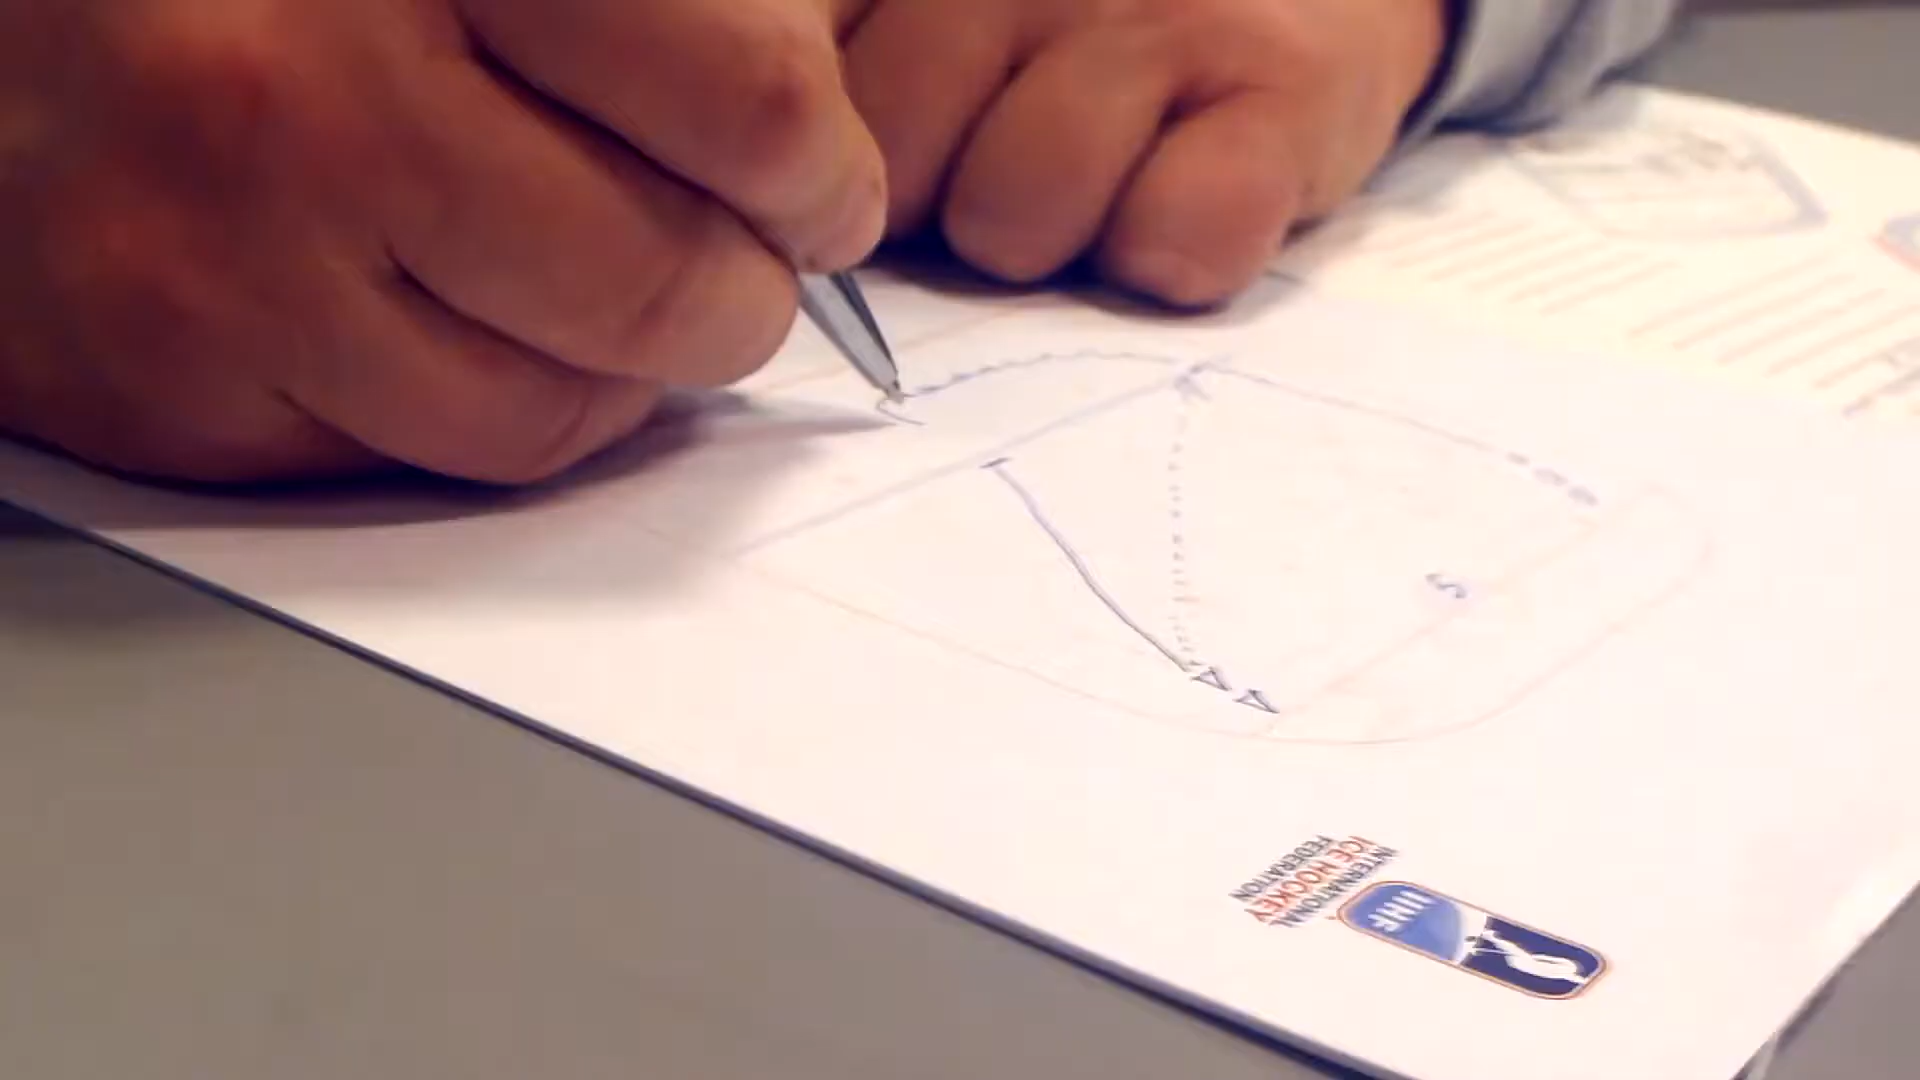 INTERNATIONAL
ICE HOCKEY
FEDERATION
IIHF
S